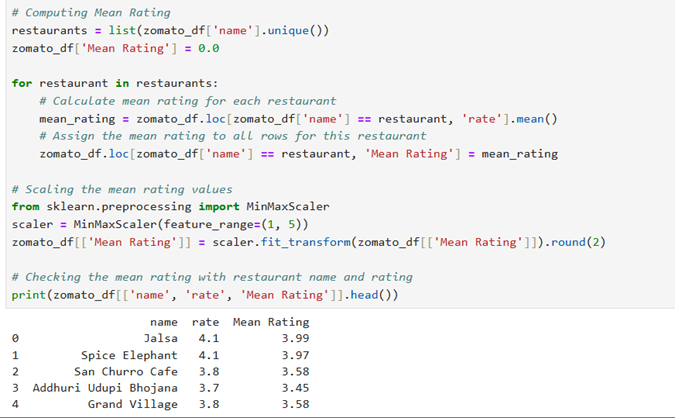 # Computing Mean Rating
restaurants = list(zomato_df['name'].unique())
zomato_df['Mean Rating'] = 0.0
for restaurant in restaurants:
    # Calculate mean rating for each restaurant
    mean_rating = zomato_df.loc[zomato_df['name'] == restaurant, 'rate'].mean()
    # Assign the mean rating to all rows for this restaurant
    zomato_df.loc[zomato_df['name'] == restaurant, 'Mean Rating'] = mean_rating
# Scaling the mean rating values
from sklearn.preprocessing import MinMaxScaler
scaler = MinMaxScaler(feature_range=(1, 5))
zomato_df[['Mean Rating']] = scaler.fit_transform(zomato_df[['Mean Rating']]).round(2)
# Checking the mean rating with restaurant name and rating
print(zomato_df[['name', 'rate', 'Mean Rating']].head())
                    name  rate  Mean Rating
0                  Jalsa   4.1         3.99
1         Spice Elephant   4.1         3.97
2        San Churro Cafe   3.8         3.58
3  Addhuri Udupi Bhojana   3.7         3.45
4          Grand Village   3.8         3.58